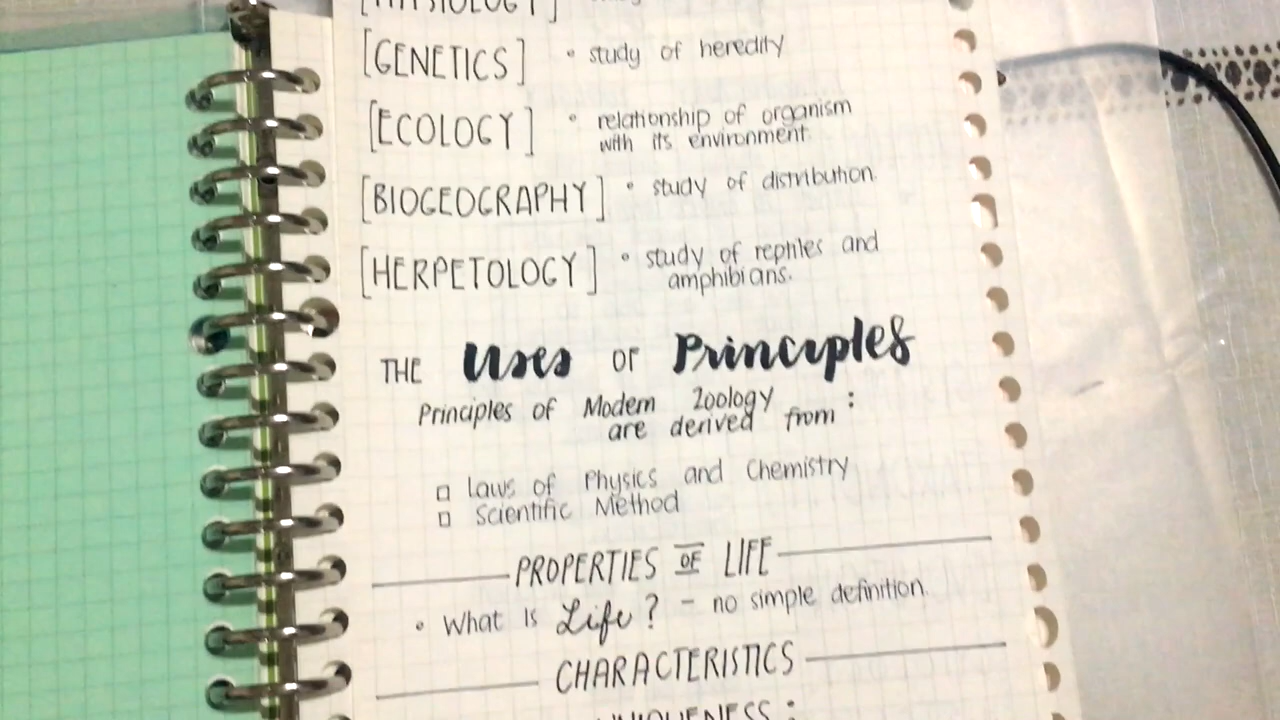 [PHYSIOLOGY]
[GENETICS] • study of heredity
[ECOLOGY] • relationship of organism
with its environment.
[BIOGEOGRAPHY] • study of distribution.
[HERPETOLOGY] • study of reptiles and
amphibians.
THE Uses OF Principles
Principles of Modern Zoology
are derived from:
□ Laws of Physics and Chemistry
□ Scientific Method
PROPERTIES OF LIFE
• What is Life? - no simple definition.
CHARACTERISTICS
UNIQUENESS: